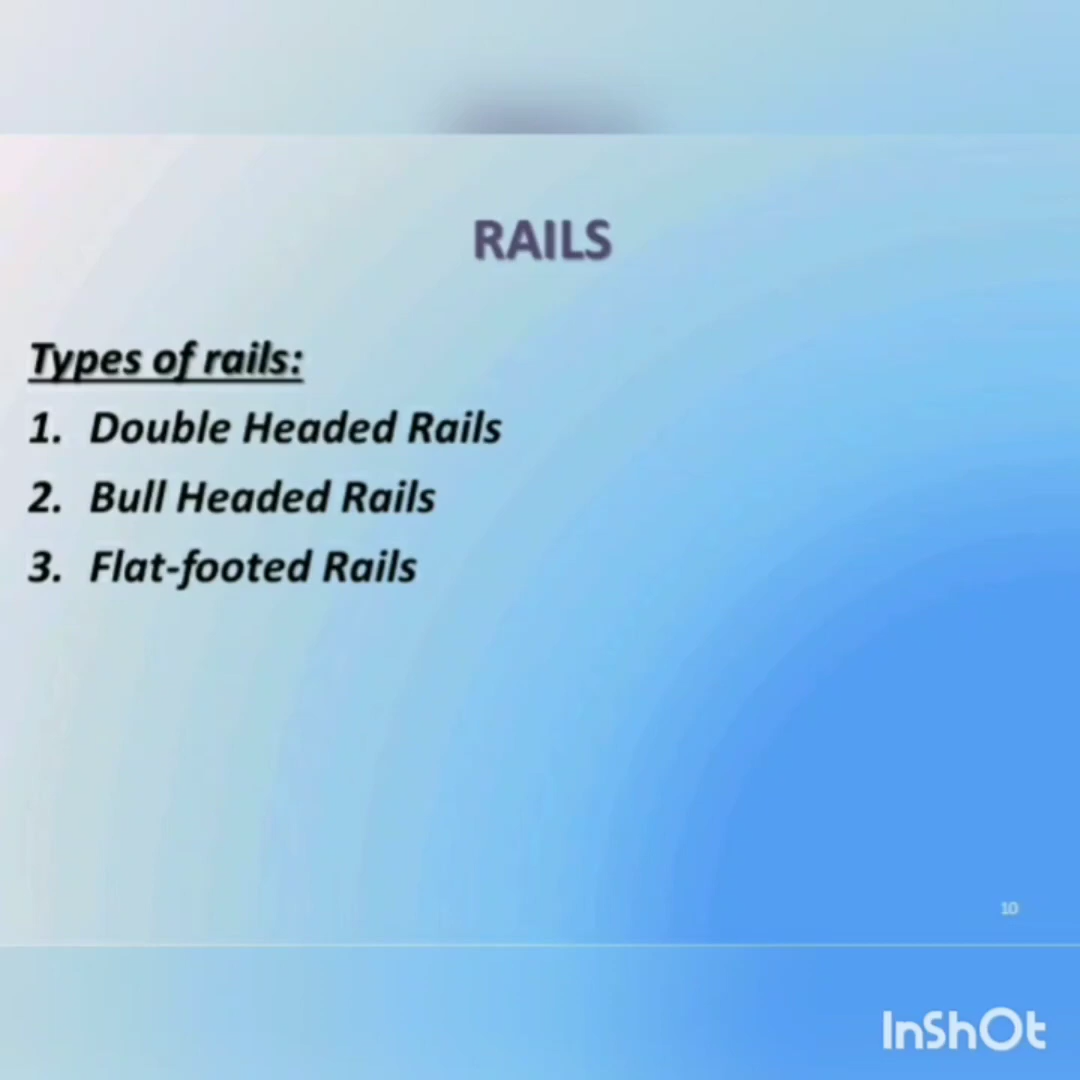 RAILS
Types of rails:
1. Double Headed Rails
2. Bull Headed Rails
3. Flat-footed Rails
10
InShOt